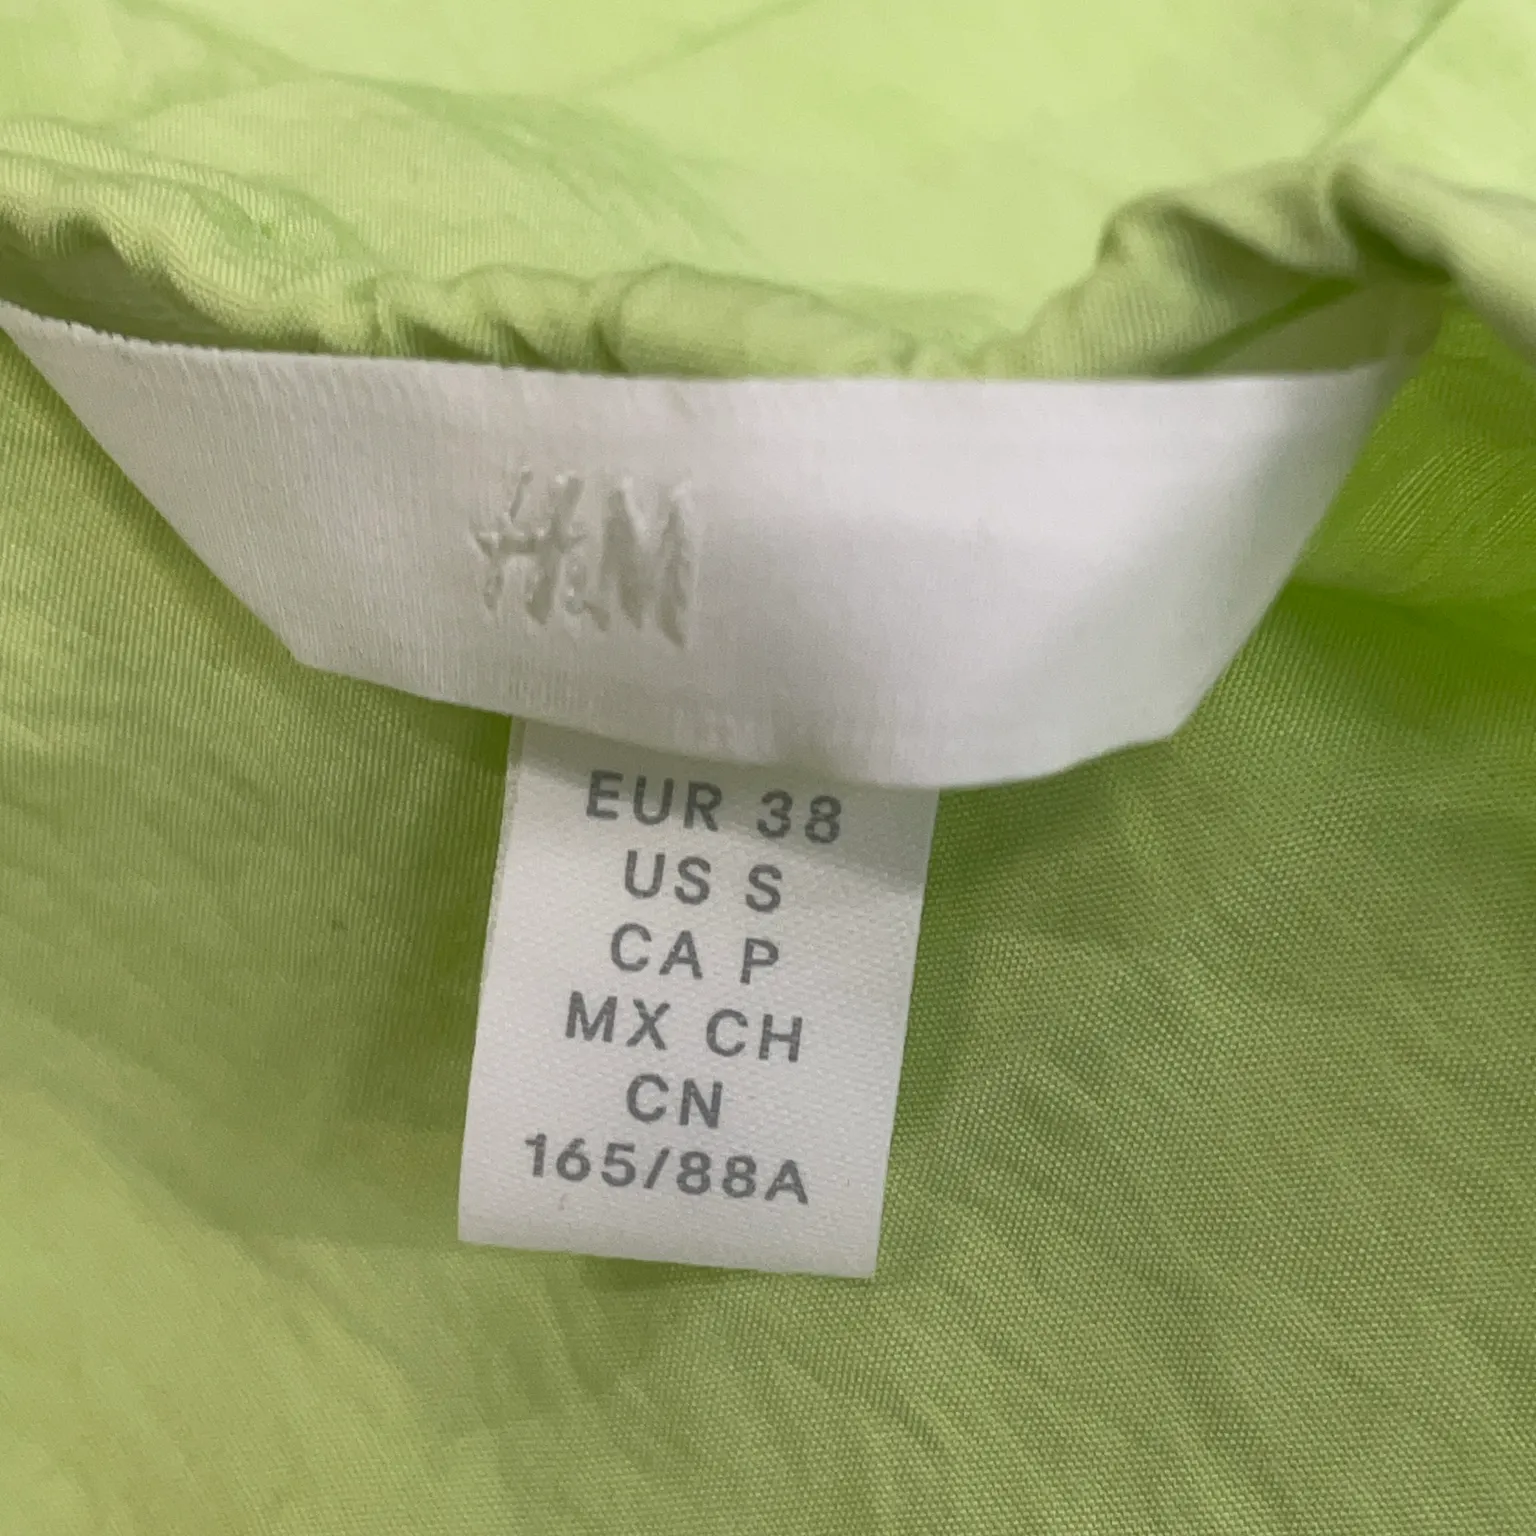 H&M
EUR 38
US S
CA P
MX CH
CN
165/88A